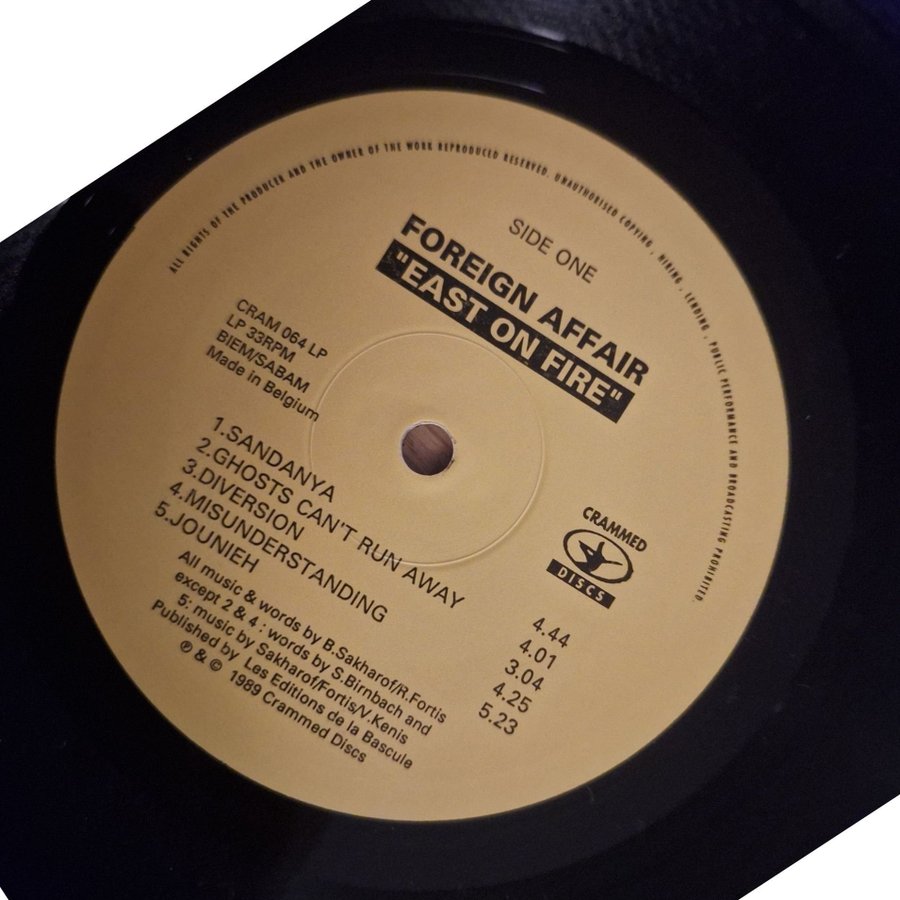 ALL RIGHTS OF THE PRODUCER AND THE OWNER OF THE WORK REPRODUCED RESERVED. UNAUTHORISED COPYING, HIRING, LENDING, PUBLIC PERFORMANCE AND BROADCASTING PROHIBITED.
SIDE ONE
FOREIGN AFFAIR
"EAST ON FIRE"
CRAM 064 LP
LP 33RPM
BIEM/SABAM
Made in Belgium
CRAMMED
DISCS
1.SANDANYA 4.44
2.GHOSTS CAN'T RUN AWAY 4.01
3.DIVERSION 3.04
4.MISUNDERSTANDING 4.25
5.JOUNIEH 5.23
All music & words by B.Sakharof/R.Fortis
except 2 & 4 : words by S.Birnbach and
5: music by Sakharof/Fortis/V.Kenis
Published by Les Editions de la Bascule
℗ & © 1989 Crammed Discs